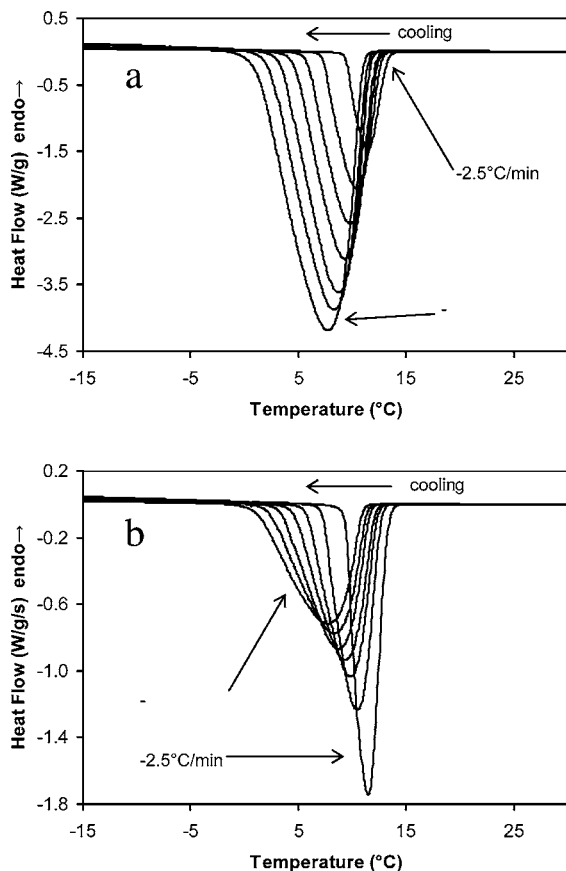 0.5
cooling
a
-0.5
-1.5
-2.5°C/min
-2.5
-3.5
-
-4.5
-15
-5
5
15
25
Heat Flow (W/g) endo→
Temperature (°C)
0.2
cooling
b
-0.2
-0.6
-1.0
-
-2.5°C/min
-1.4
-1.8
-15
-5
5
15
25
Heat Flow (W/g/s) endo→
Temperature (°C)